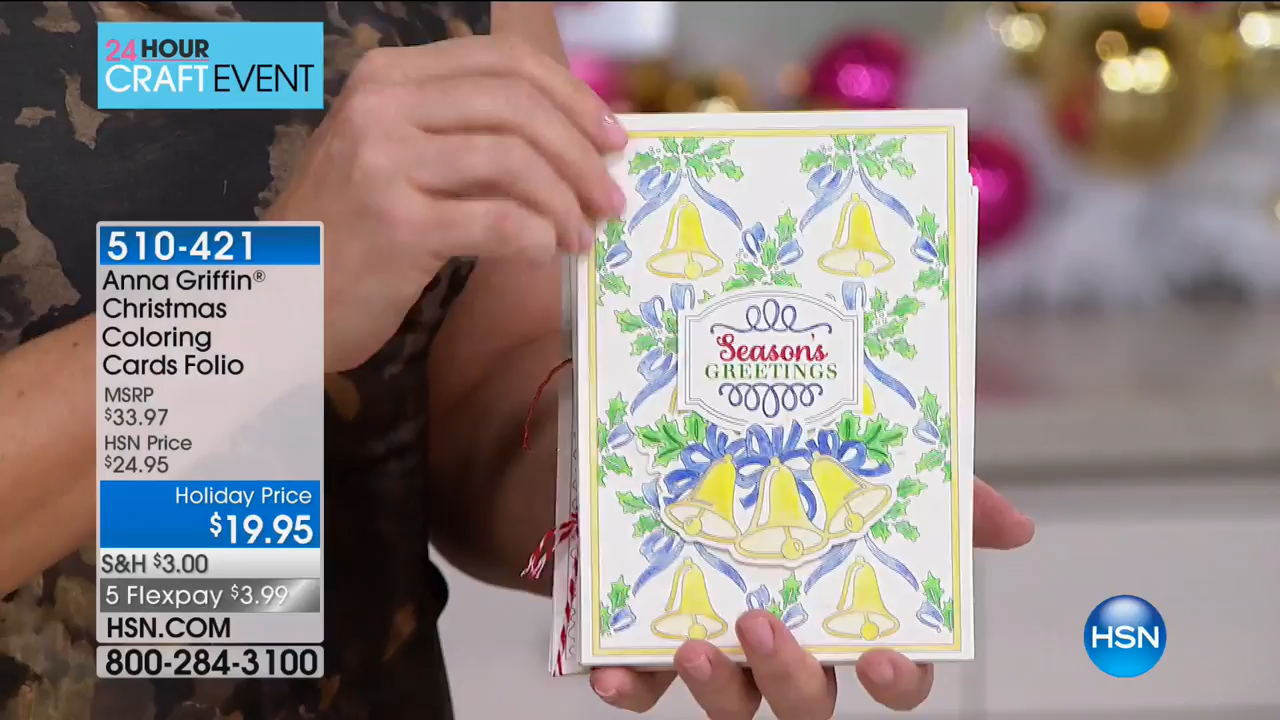 24 HOUR
CRAFT EVENT
510-421
Anna Griffin®
Christmas
Coloring
Cards Folio
MSRP
$33.97
HSN Price
$24.95
Holiday Price
$19.95
S&H $3.00
5 Flexpay $3.99
HSN.COM
800-284-3100
Season's
GREETINGS
HSN